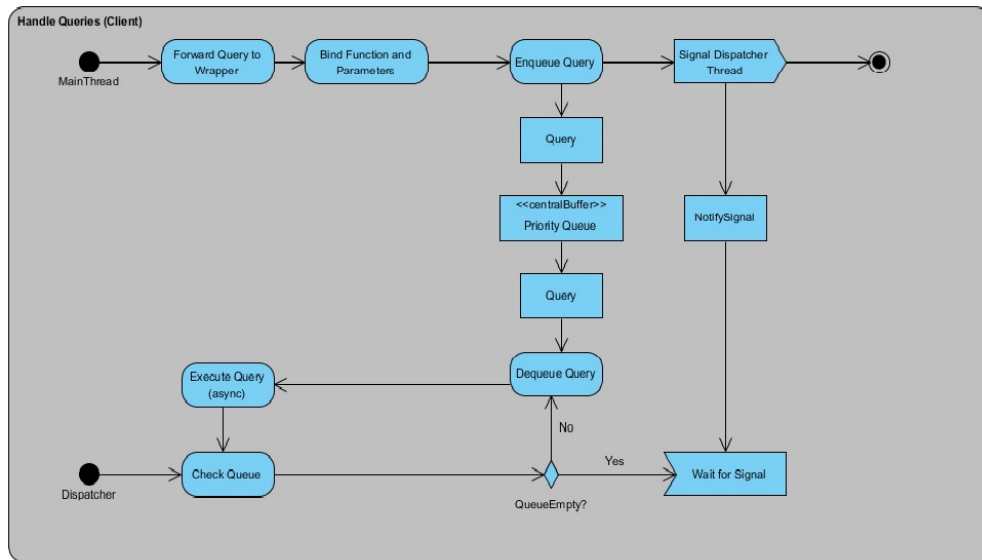 Handle Queries (Client)
MainThread
Forward Query to
Wrapper
Bind Function and
Parameters
Enqueue Query
Signal Dispatcher
Thread
Query
<<centralBuffer>>
Priority Queue
NotifySignal
Query
Execute Query
(async)
Dequeue Query
No
Dispatcher
Check Queue
QueueEmpty?
Yes
Wait for Signal